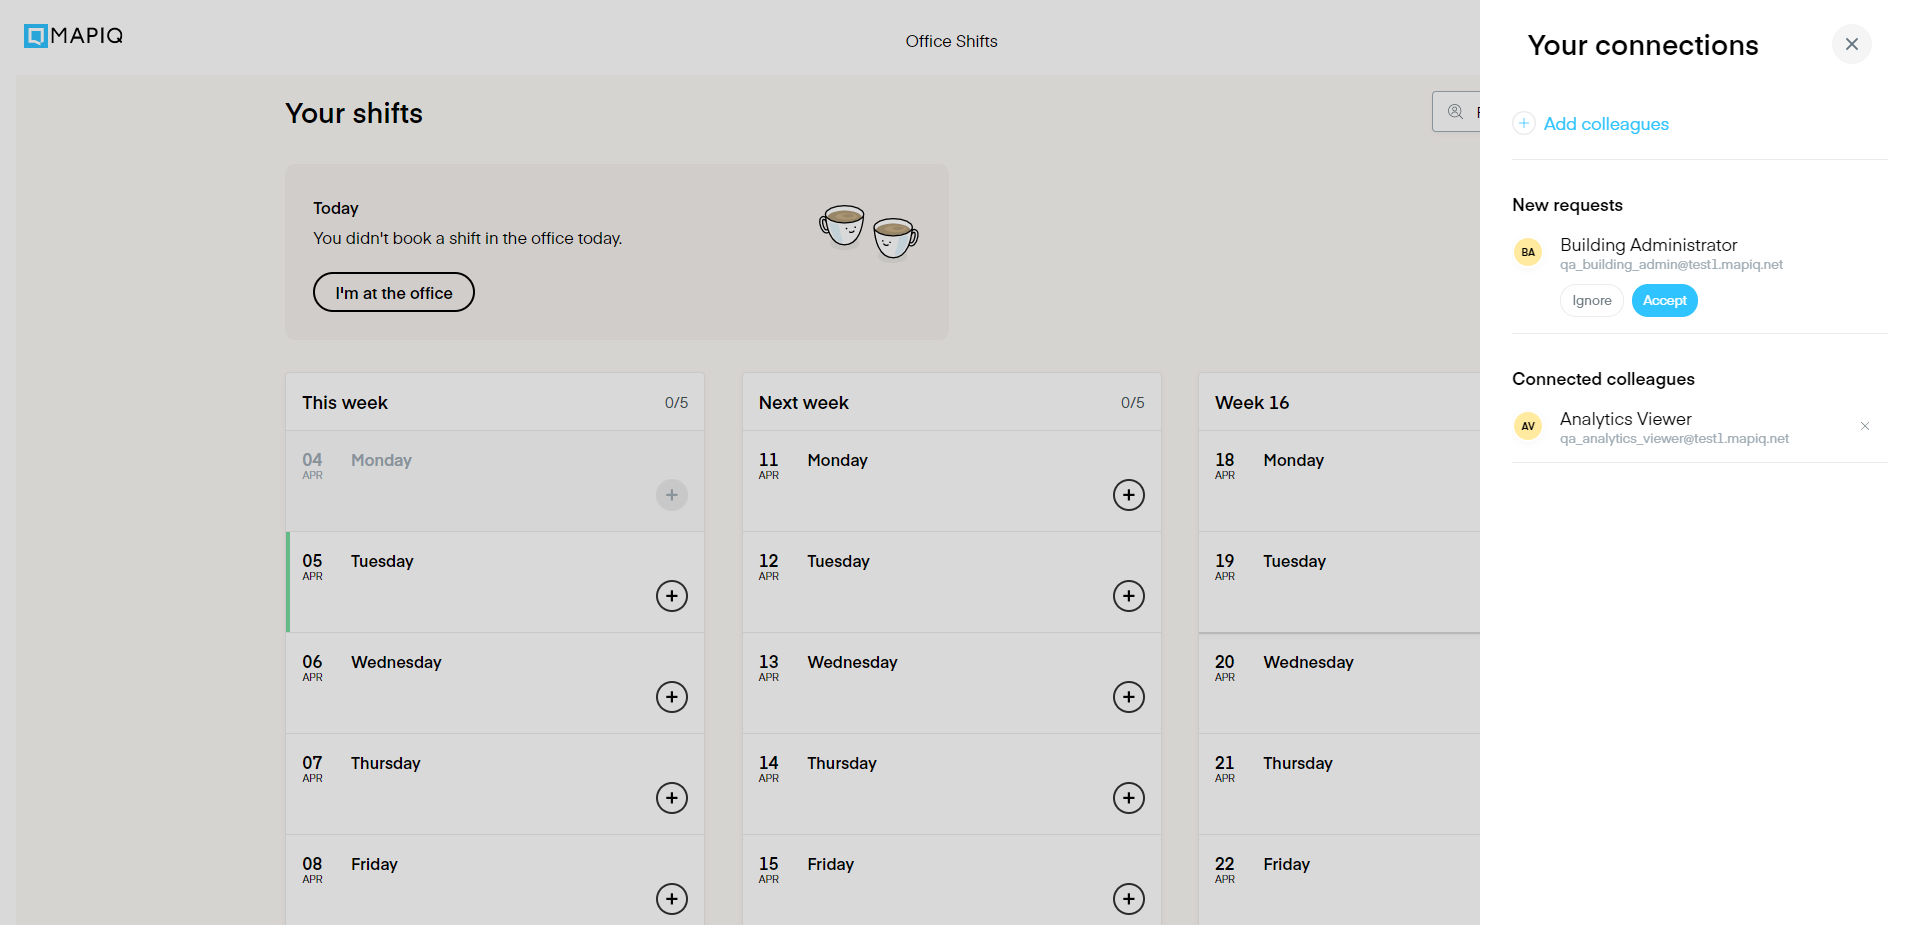 MAPIQ
Office Shifts
Your shifts
Today
You didn't book a shift in the office today.
I'm at the office
This week 0/5
04 Monday
APR
05 Tuesday
APR
06 Wednesday
APR
07 Thursday
APR
08 Friday
APR
Next week 0/5
11 Monday
APR
12 Tuesday
APR
13 Wednesday
APR
14 Thursday
APR
15 Friday
APR
Week 16
18 Monday
APR
19 Tuesday
APR
20 Wednesday
APR
21 Thursday
APR
22 Friday
APR
Your connections
Add colleagues
New requests
BA Building Administrator
qa_building_admin@test1.mapiq.net
Ignore Accept
Connected colleagues
AV Analytics Viewer
qa_analytics_viewer@test1.mapiq.net